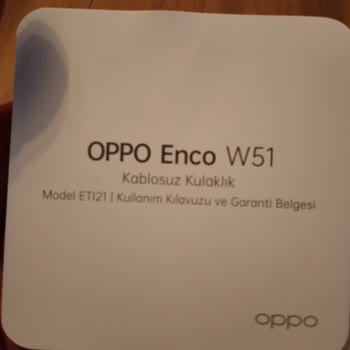 OPPO Enco W51
Kablosuz Kulaklık
Model ETI21 | Kullanım Kılavuzu ve Garanti Belgesi
oppo